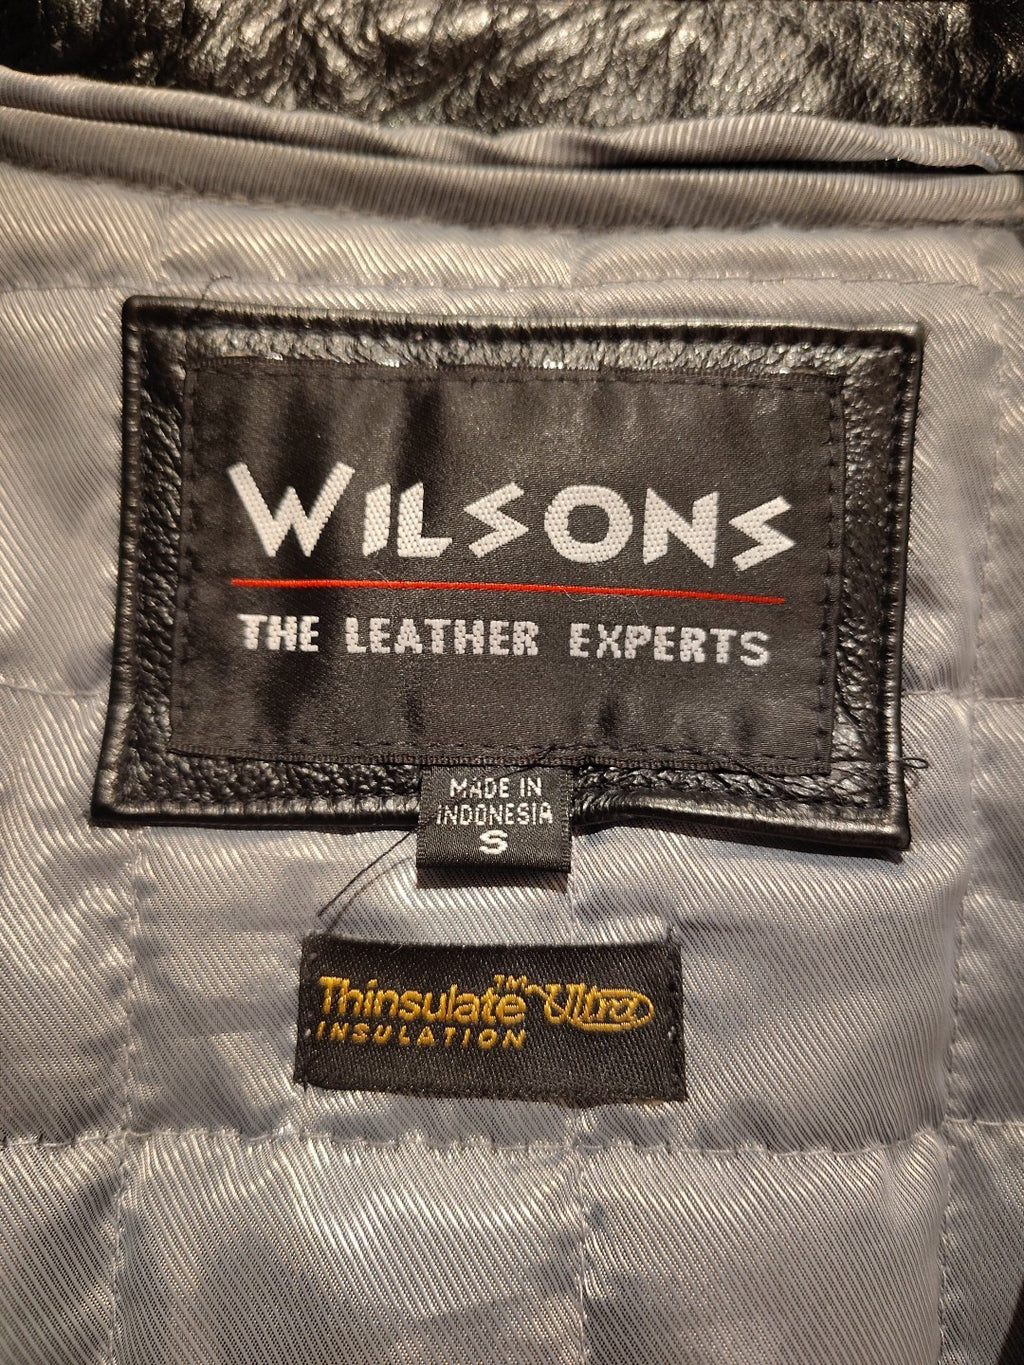 WILSONS
THE LEATHER EXPERTS
MADE IN
INDONESIA
S
Thinsulate™ Ultra
INSULATION